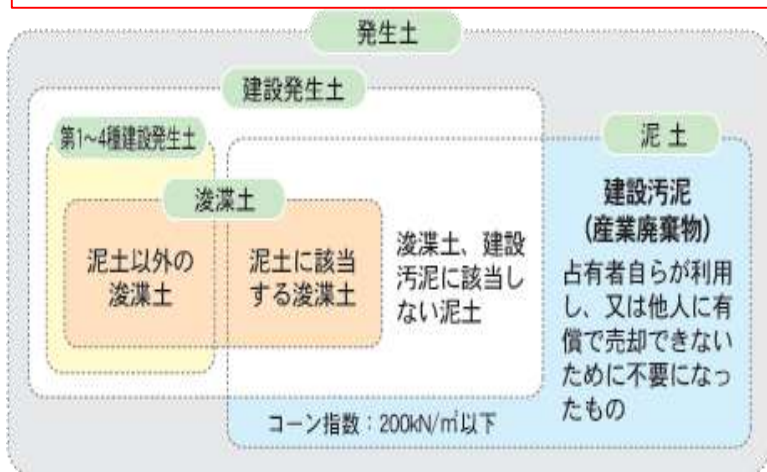 発生土
建設発生土
第1～4種建設発生土
泥土
浚渫土
建設汚泥
(産業廃棄物)
泥土以外の
浚渫土
泥土に該当
する浚渫土
浚渫土、建設
汚泥に該当し
ない泥土
占有者自らが利用
し、又は他人に有
償で売却できない
ために不要になっ
たもの
コーン指数：200kN/㎡以下